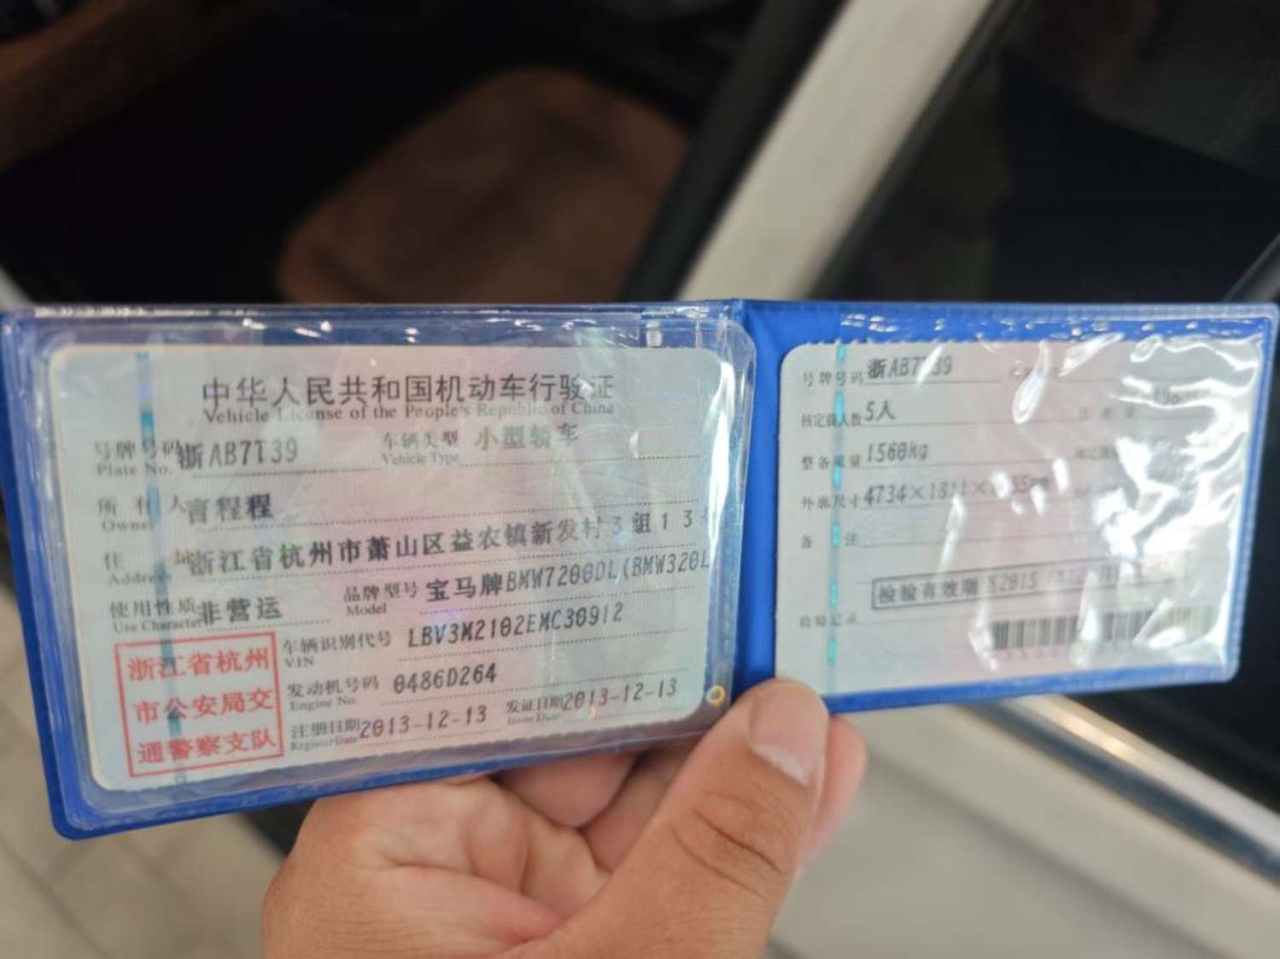 中华人民共和国机动车行驶证
Vehicle License of the People's Republic of China
号牌号码 浙AB7T39 车辆类型 小型轿车
Plate No. Vehicle Type
所有人 言程程
Owner
住址 浙江省杭州市萧山区益农镇新发村3组13
Address
使用性质 非营运 品牌型号 宝马牌BMW7200DL(BMW320L
Use Character Model
浙江省杭州
市公安局交
通警察支队
车辆识别代号 LBV3M2102EMC30912
VIN
发动机号码 0486D264
Engine No.
注册日期 2013-12-13 发证日期 2013-12-13
Register Date Issue Date
号牌号码 浙AB7T39
核定载人数 5人
整备质量 1560kg
外廓尺寸 4734×1811×
备注
检验有效期至2015
检验记录